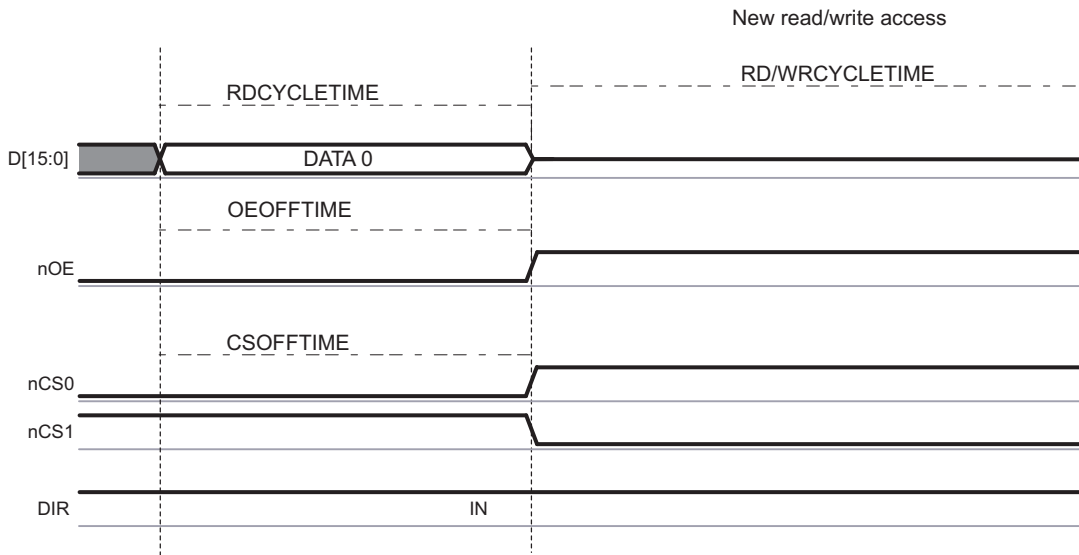 New read/write access
RDCYCLETIME
RD/WRCYCLETIME
D[15:0]
DATA 0
OEOFFTIME
nOE
CSOFFTIME
nCS0
nCS1
DIR
IN